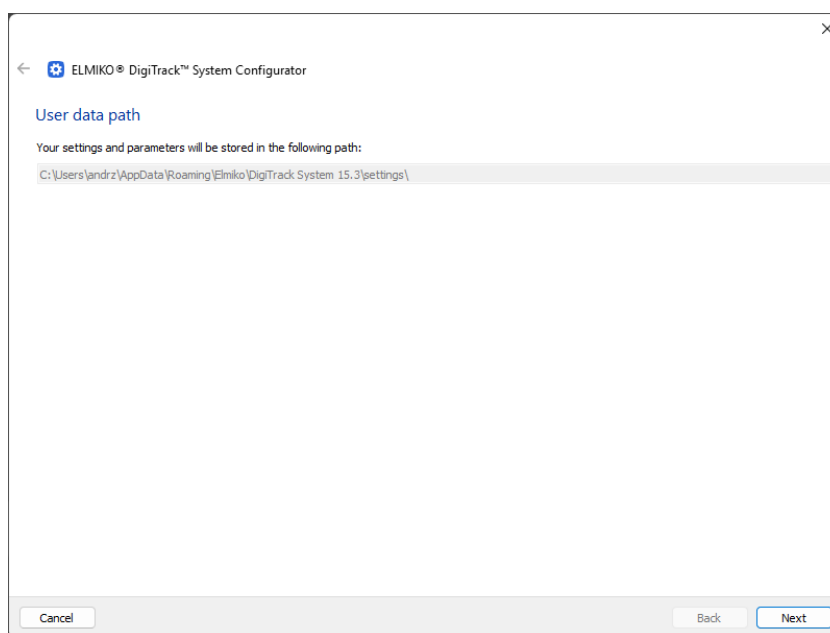 ELMIKO® DigiTrack™ System Configurator
User data path
Your settings and parameters will be stored in the following path:
C:\Users\andrz\AppData\Roaming\Elmiko\DigiTrack System 15.3\settings\
Cancel
Back
Next